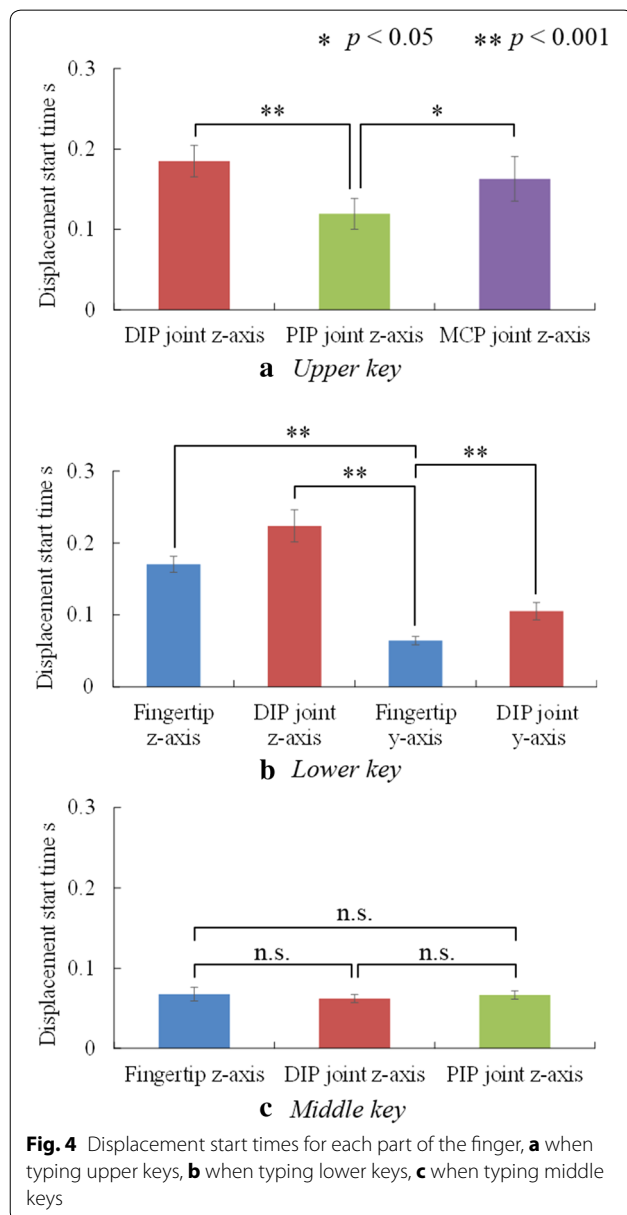 * p < 0.05 ** p < 0.001
Displacement start time s
0.3
0.2
0.1
0
** *
DIP joint z-axis PIP joint z-axis MCP joint z-axis
a Upper key
Displacement start time s
0.3
0.2
0.1
0
**
** **
Fingertip z-axis DIP joint z-axis Fingertip y-axis DIP joint y-axis
b Lower key
Displacement start time s
0.3
0.2
0.1
0
n.s.
n.s. n.s.
Fingertip z-axis DIP joint z-axis PIP joint z-axis
c Middle key
Fig. 4 Displacement start times for each part of the finger, a when
typing upper keys, b when typing lower keys, c when typing middle
keys